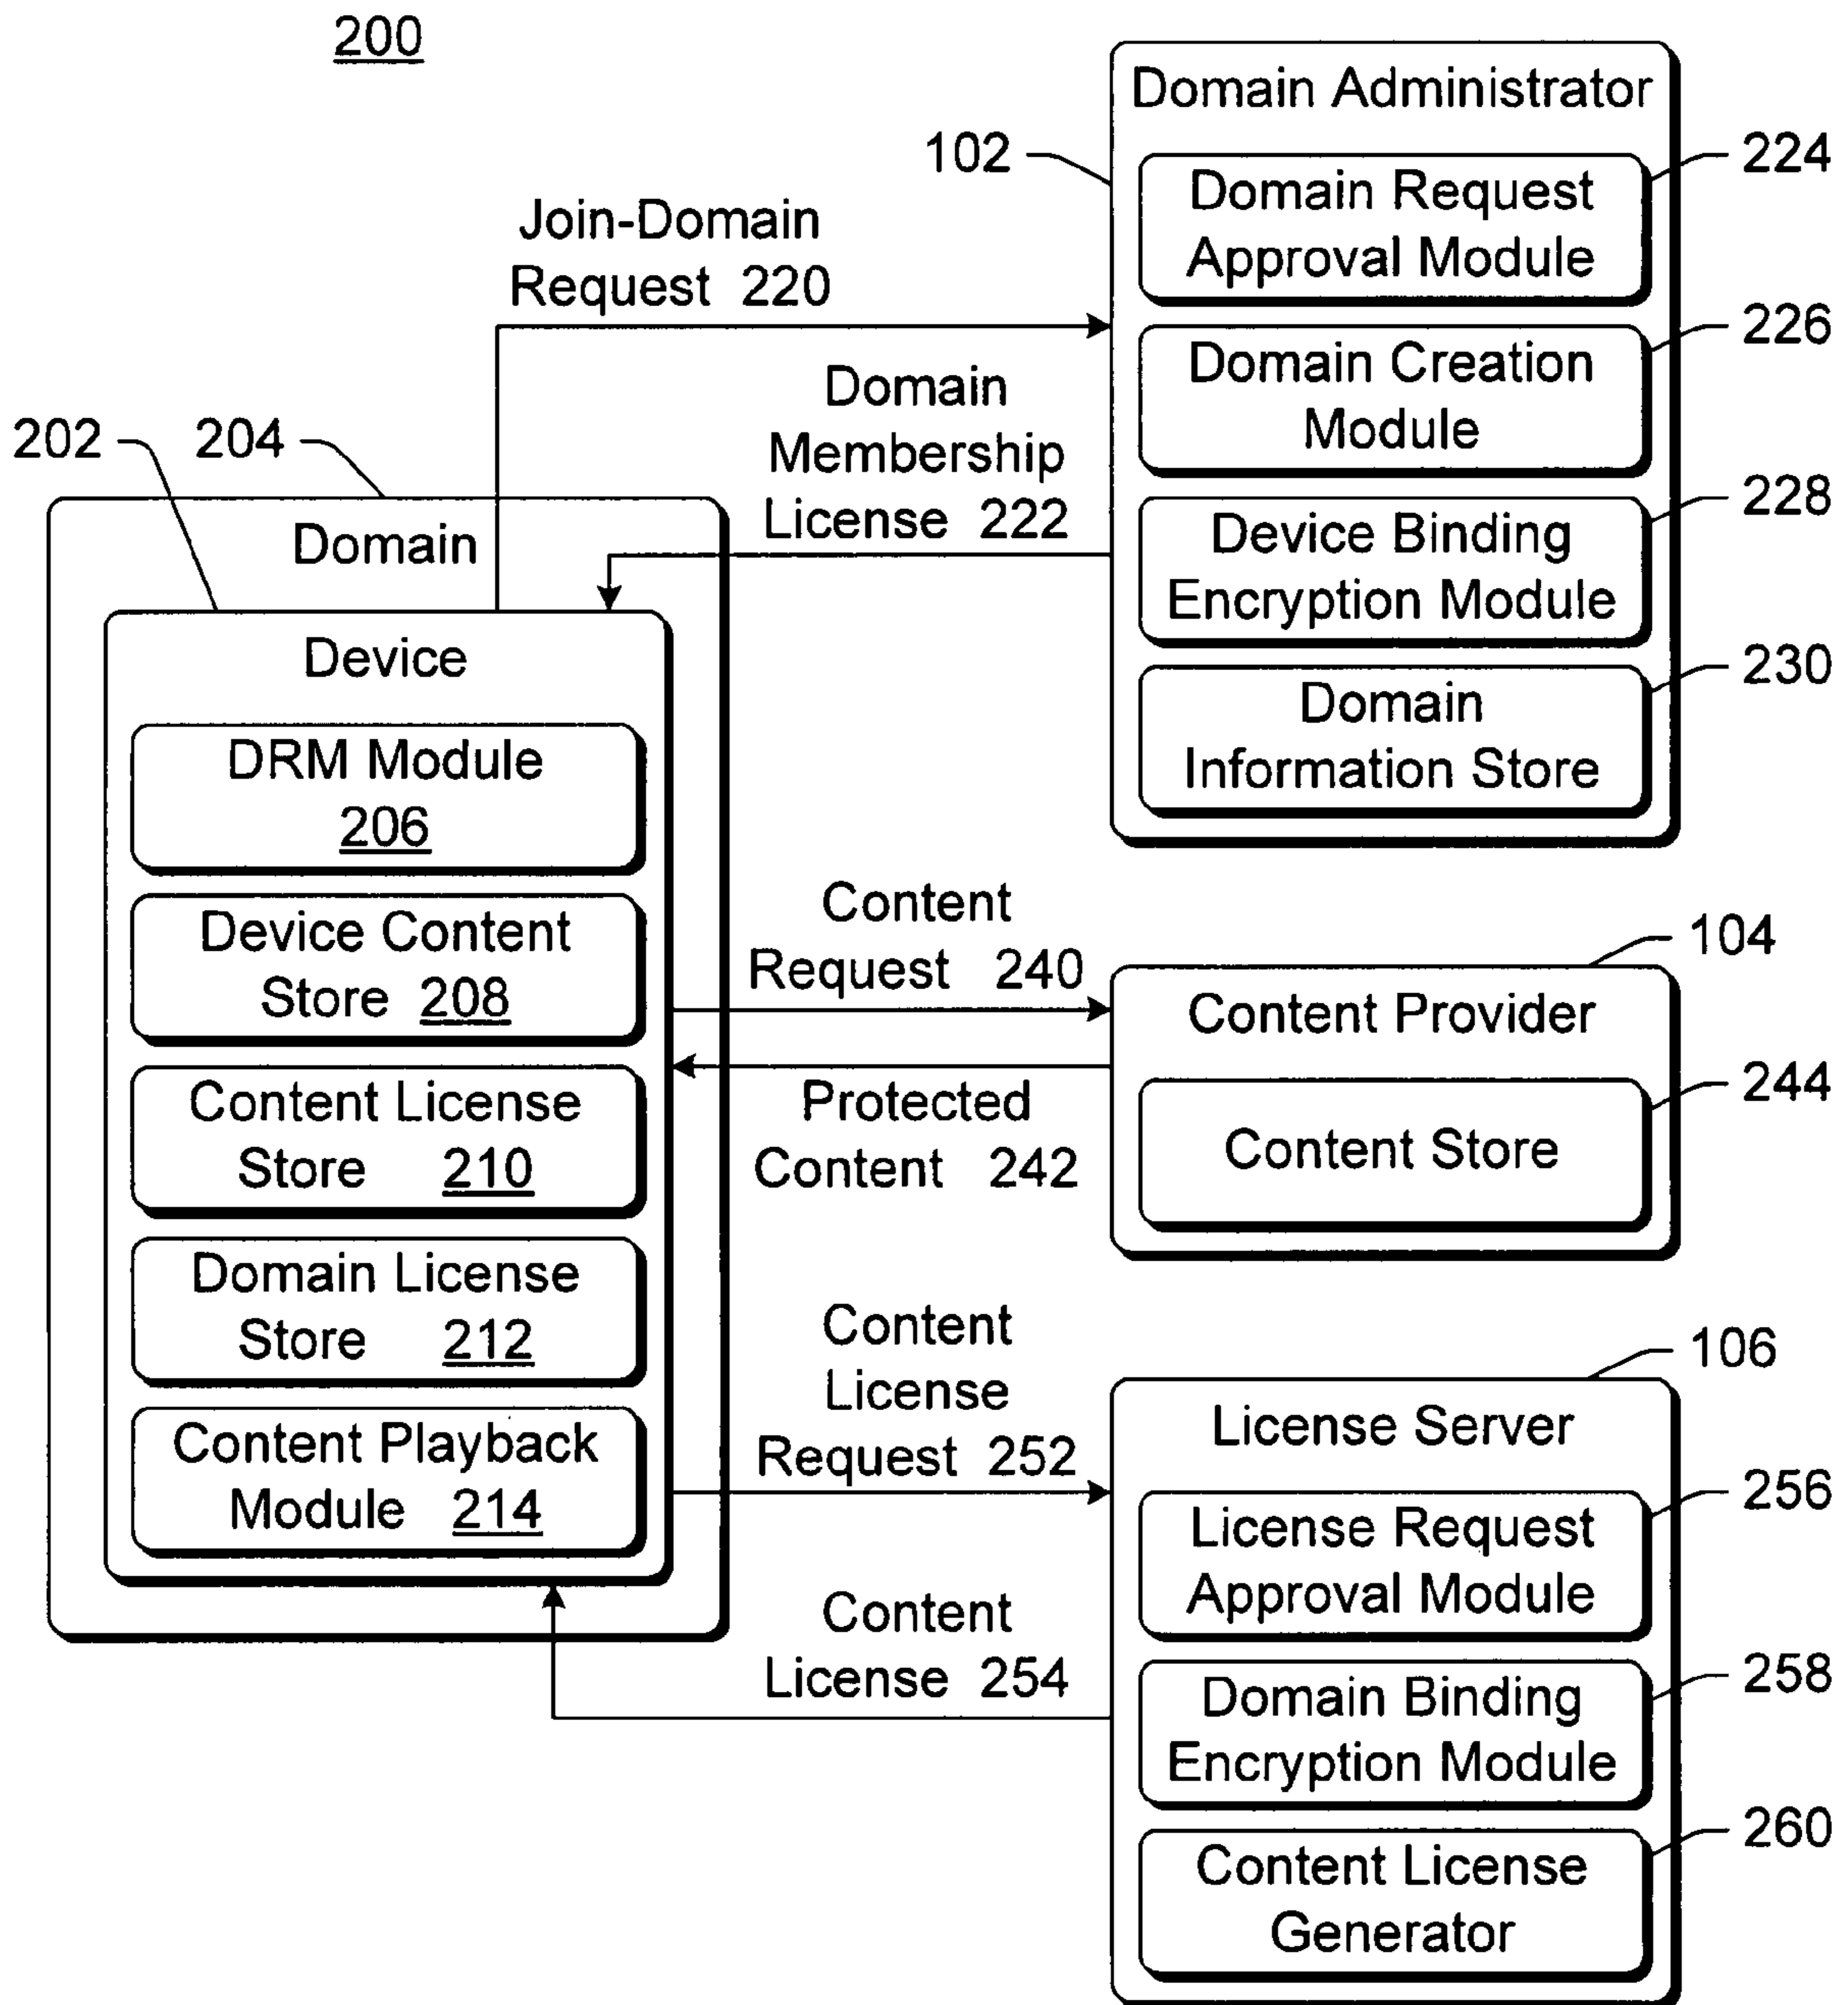 200
Domain Administrator
102
224
Domain Request
Approval Module
Join-Domain
Request 220
226
Domain Creation
Module
Domain
Membership
License 222
202
204
228
Device Binding
Encryption Module
Domain
230
Domain
Information Store
Device
DRM Module
206
Device Content
Store 208
Content License
Store 210
Domain License
Store 212
Content Playback
Module 214
Content
Request 240
104
Content Provider
244
Content Store
Protected
Content 242
Content
License
Request 252
106
License Server
256
License Request
Approval Module
Content
License 254
258
Domain Binding
Encryption Module
260
Content License
Generator